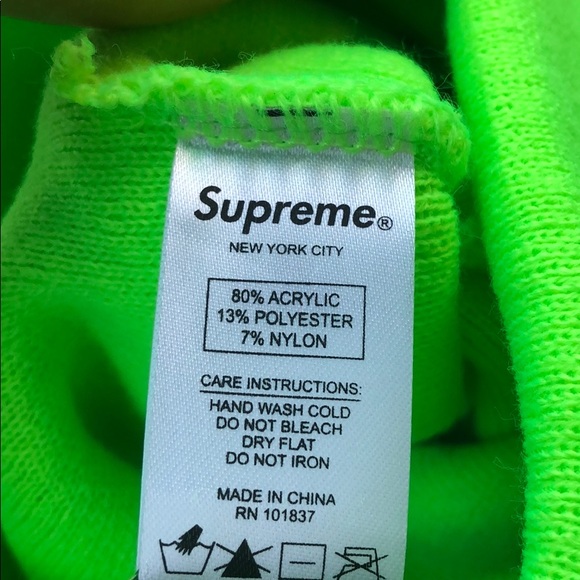 Supreme®
NEW YORK CITY
80% ACRYLIC
13% POLYESTER
7% NYLON
CARE INSTRUCTIONS:
HAND WASH COLD
DO NOT BLEACH
DRY FLAT
DO NOT IRON
MADE IN CHINA
RN 101837